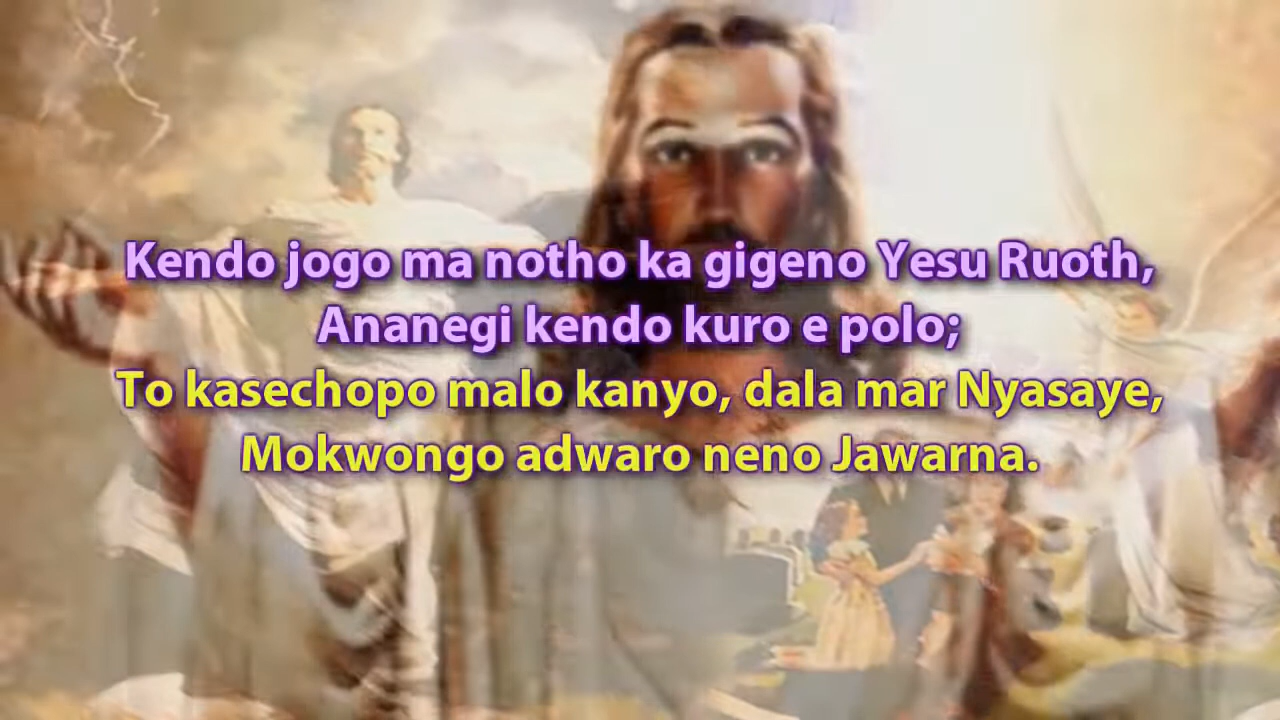 Kendo jogo ma notho ka gigeno Yesu Ruoth,
Ananegi kendo kuro e polo;
To kasechopo malo kanyo, dala mar Nyasaye,
Mokwongo adwaro neno Jawarna.